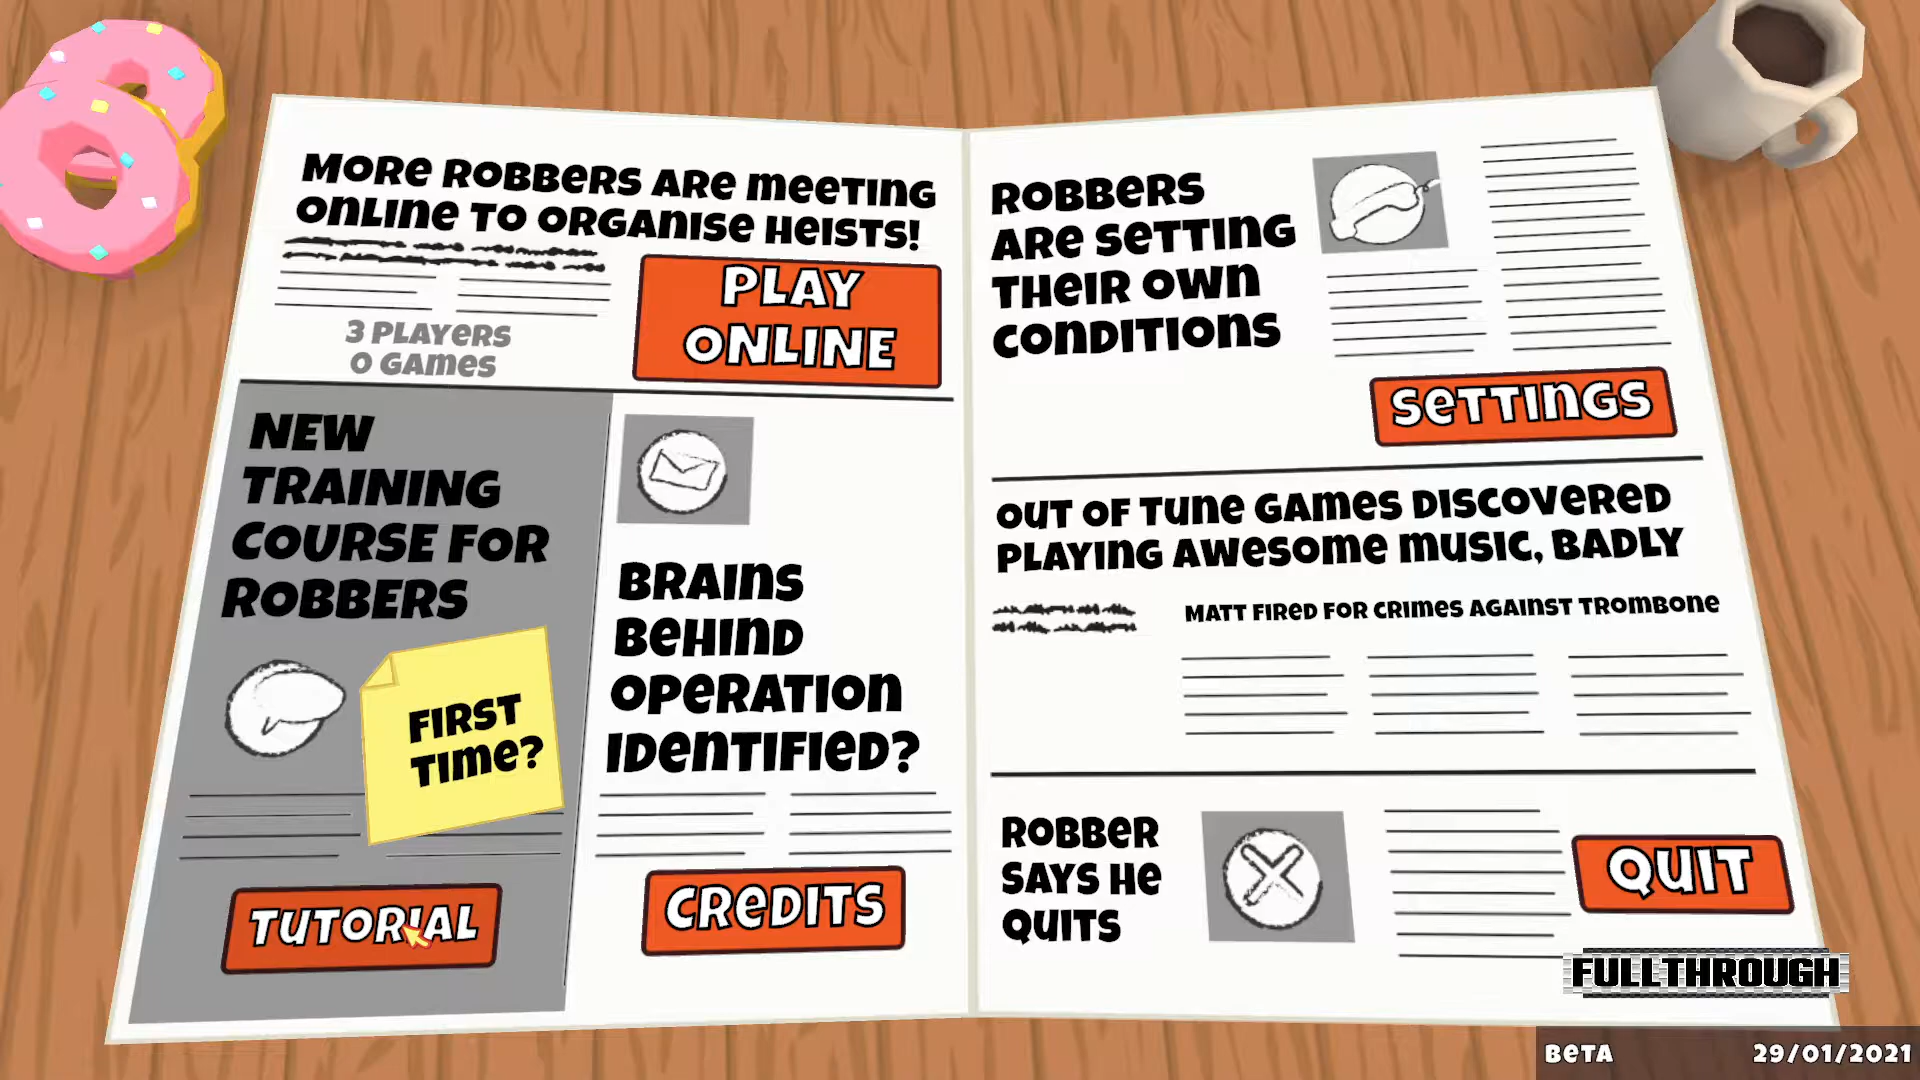 MORE ROBBERS ARE MEETING
ONLINE TO ORGANISE HEISTS!
PLAY
ONLINE
3 PLAYERS
0 GAMES
NEW
TRAINING
COURSE FOR
ROBBERS
FIRST
TIME?
TUTORIAL
BRAINS
BEHIND
OPERATION
IDENTIFIED?
CREDITS
ROBBERS
ARE SETTING
THEIR OWN
CONDITIONS
SETTINGS
OUT OF TUNE GAMES DISCOVERED
PLAYING AWESOME MUSIC, BADLY
MATT FIRED FOR CRIMES AGAINST TROMBONE
ROBBER
SAYS HE
QUITS
QUIT
FULLTHROUGH
BETA 29/01/2021